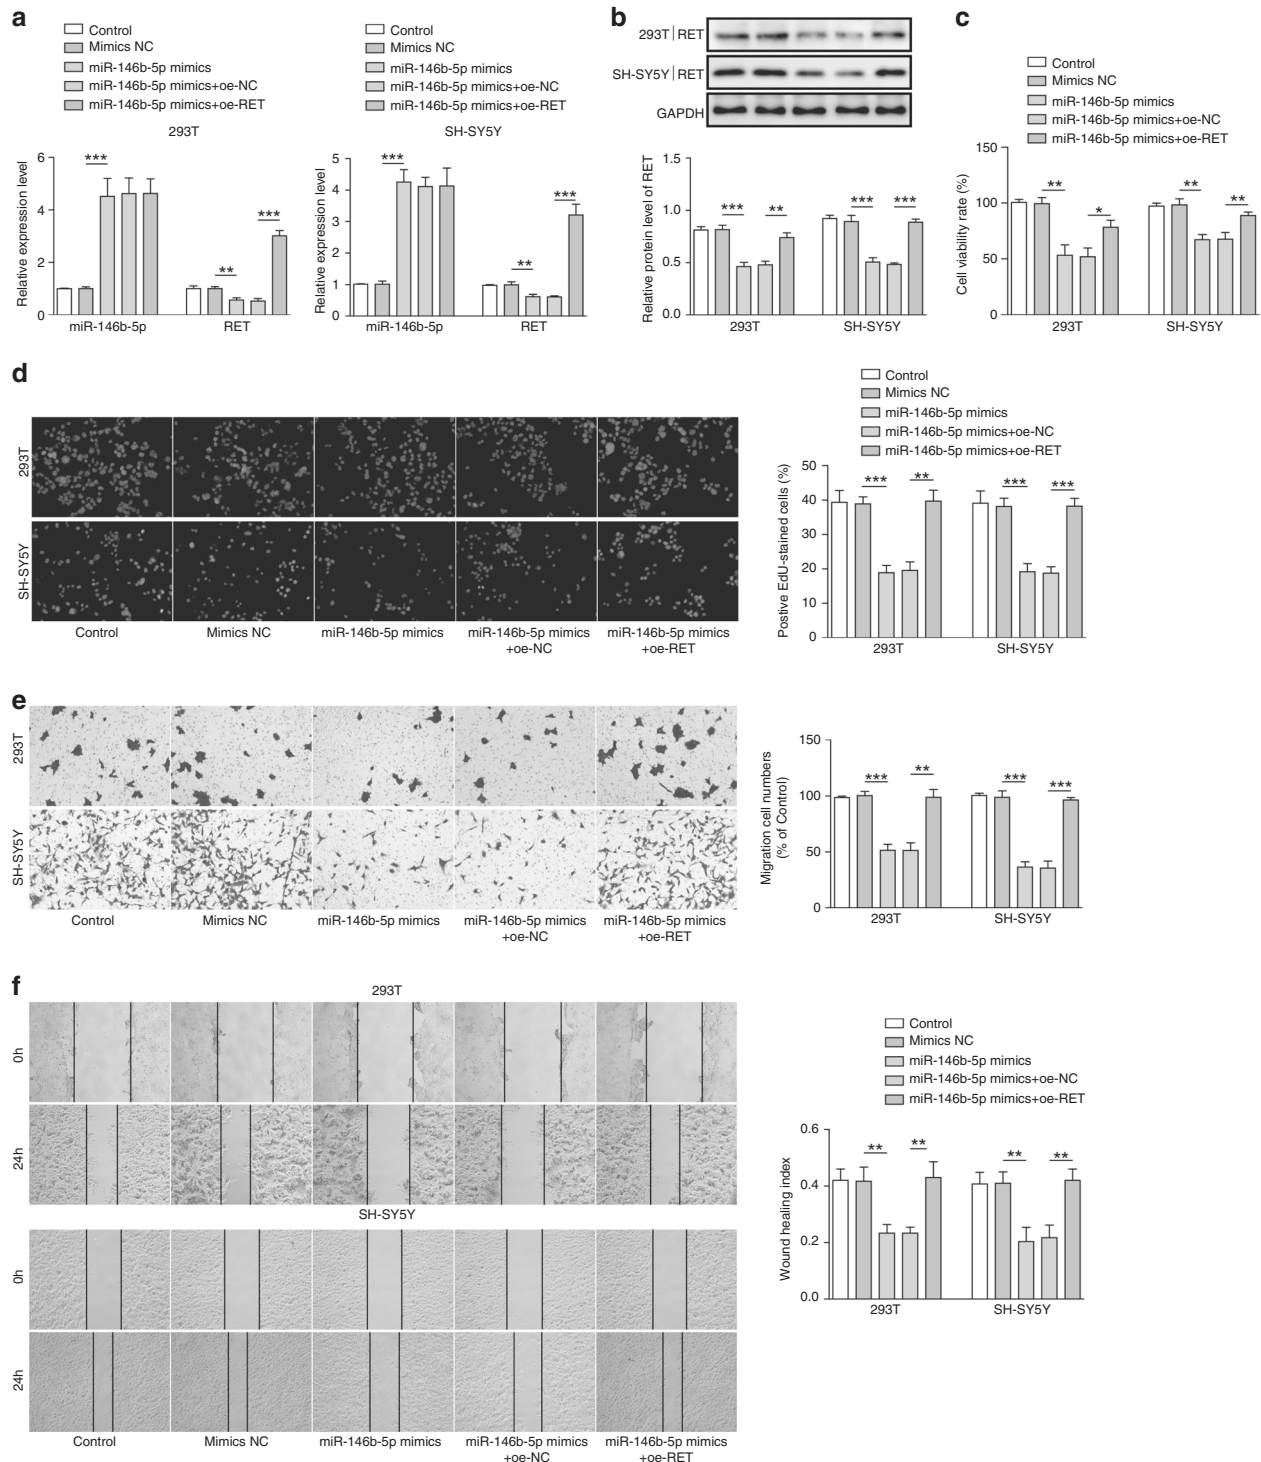 a
Control
Mimics NC
miR-146b-5p mimics
miR-146b-5p mimics+oe-NC
miR-146b-5p mimics+oe-RET
293T
Relative expression level
6
4
2
0
***
**
***
miR-146b-5p
RET
Control
Mimics NC
miR-146b-5p mimics
miR-146b-5p mimics+oe-NC
miR-146b-5p mimics+oe-RET
SH-SY5Y
Relative expression level
5
4
3
2
1
0
***
**
***
miR-146b-5p
RET
b
293T|RET
SH-SY5Y|RET
GAPDH
Relative protein level of RET
1.5
1.0
0.5
0.0
***
**
***
***
293T
SH-SY5Y
c
Control
Mimics NC
miR-146b-5p mimics
miR-146b-5p mimics+oe-NC
miR-146b-5p mimics+oe-RET
Cell viability rate (%)
150
100
50
0
**
*
**
**
293T
SH-SY5Y
d
293T
SH-SY5Y
Control
Mimics NC
miR-146b-5p mimics
miR-146b-5p mimics
+oe-NC
miR-146b-5p mimics
+oe-RET
Control
Mimics NC
miR-146b-5p mimics
miR-146b-5p mimics+oe-NC
miR-146b-5p mimics+oe-RET
Postive EdU-stained cells (%)
50
40
30
20
10
0
***
**
***
***
293T
SH-SY5Y
e
293T
SH-SY5Y
Control
Mimics NC
miR-146b-5p mimics
miR-146b-5p mimics
+oe-NC
miR-146b-5p mimics
+oe-RET
Migration cell numbers
(% of Control)
150
100
50
0
***
**
***
***
293T
SH-SY5Y
f
293T
0h
24h
SH-SY5Y
0h
24h
Control
Mimics NC
miR-146b-5p mimics
miR-146b-5p mimics
+oe-NC
miR-146b-5p mimics
+oe-RET
Control
Mimics NC
miR-146b-5p mimics
miR-146b-5p mimics+oe-NC
miR-146b-5p mimics+oe-RET
Wound healing index
0.6
0.4
0.2
0.0
**
**
**
**
293T
SH-SY5Y